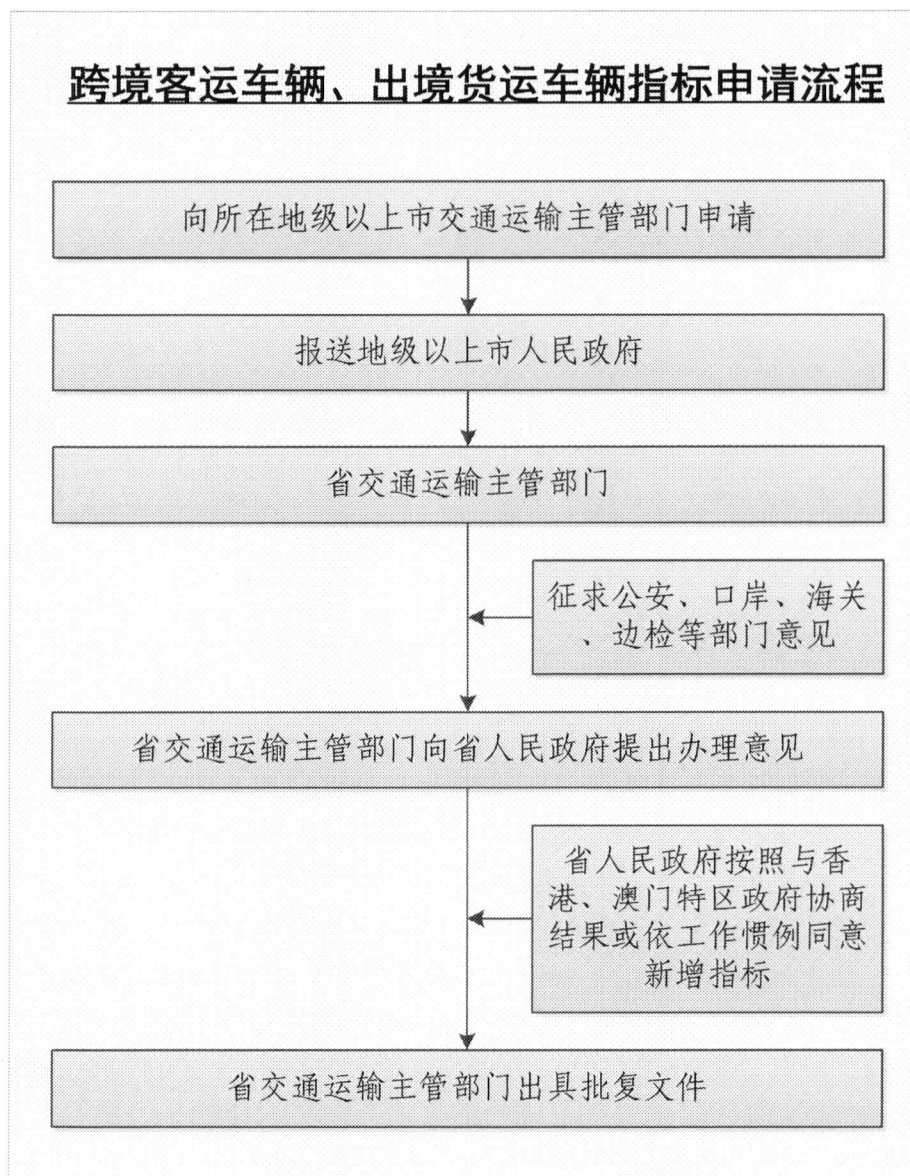 跨境客运车辆、出境货运车辆指标申请流程
向所在地级以上市交通运输主管部门申请
报送地级以上市人民政府
省交通运输主管部门
征求公安、口岸、海关
、边检等部门意见
省交通运输主管部门向省人民政府提出办理意见
省人民政府按照与香
港、澳门特区政府协商
结果或依工作惯例同意
新增指标
省交通运输主管部门出具批复文件